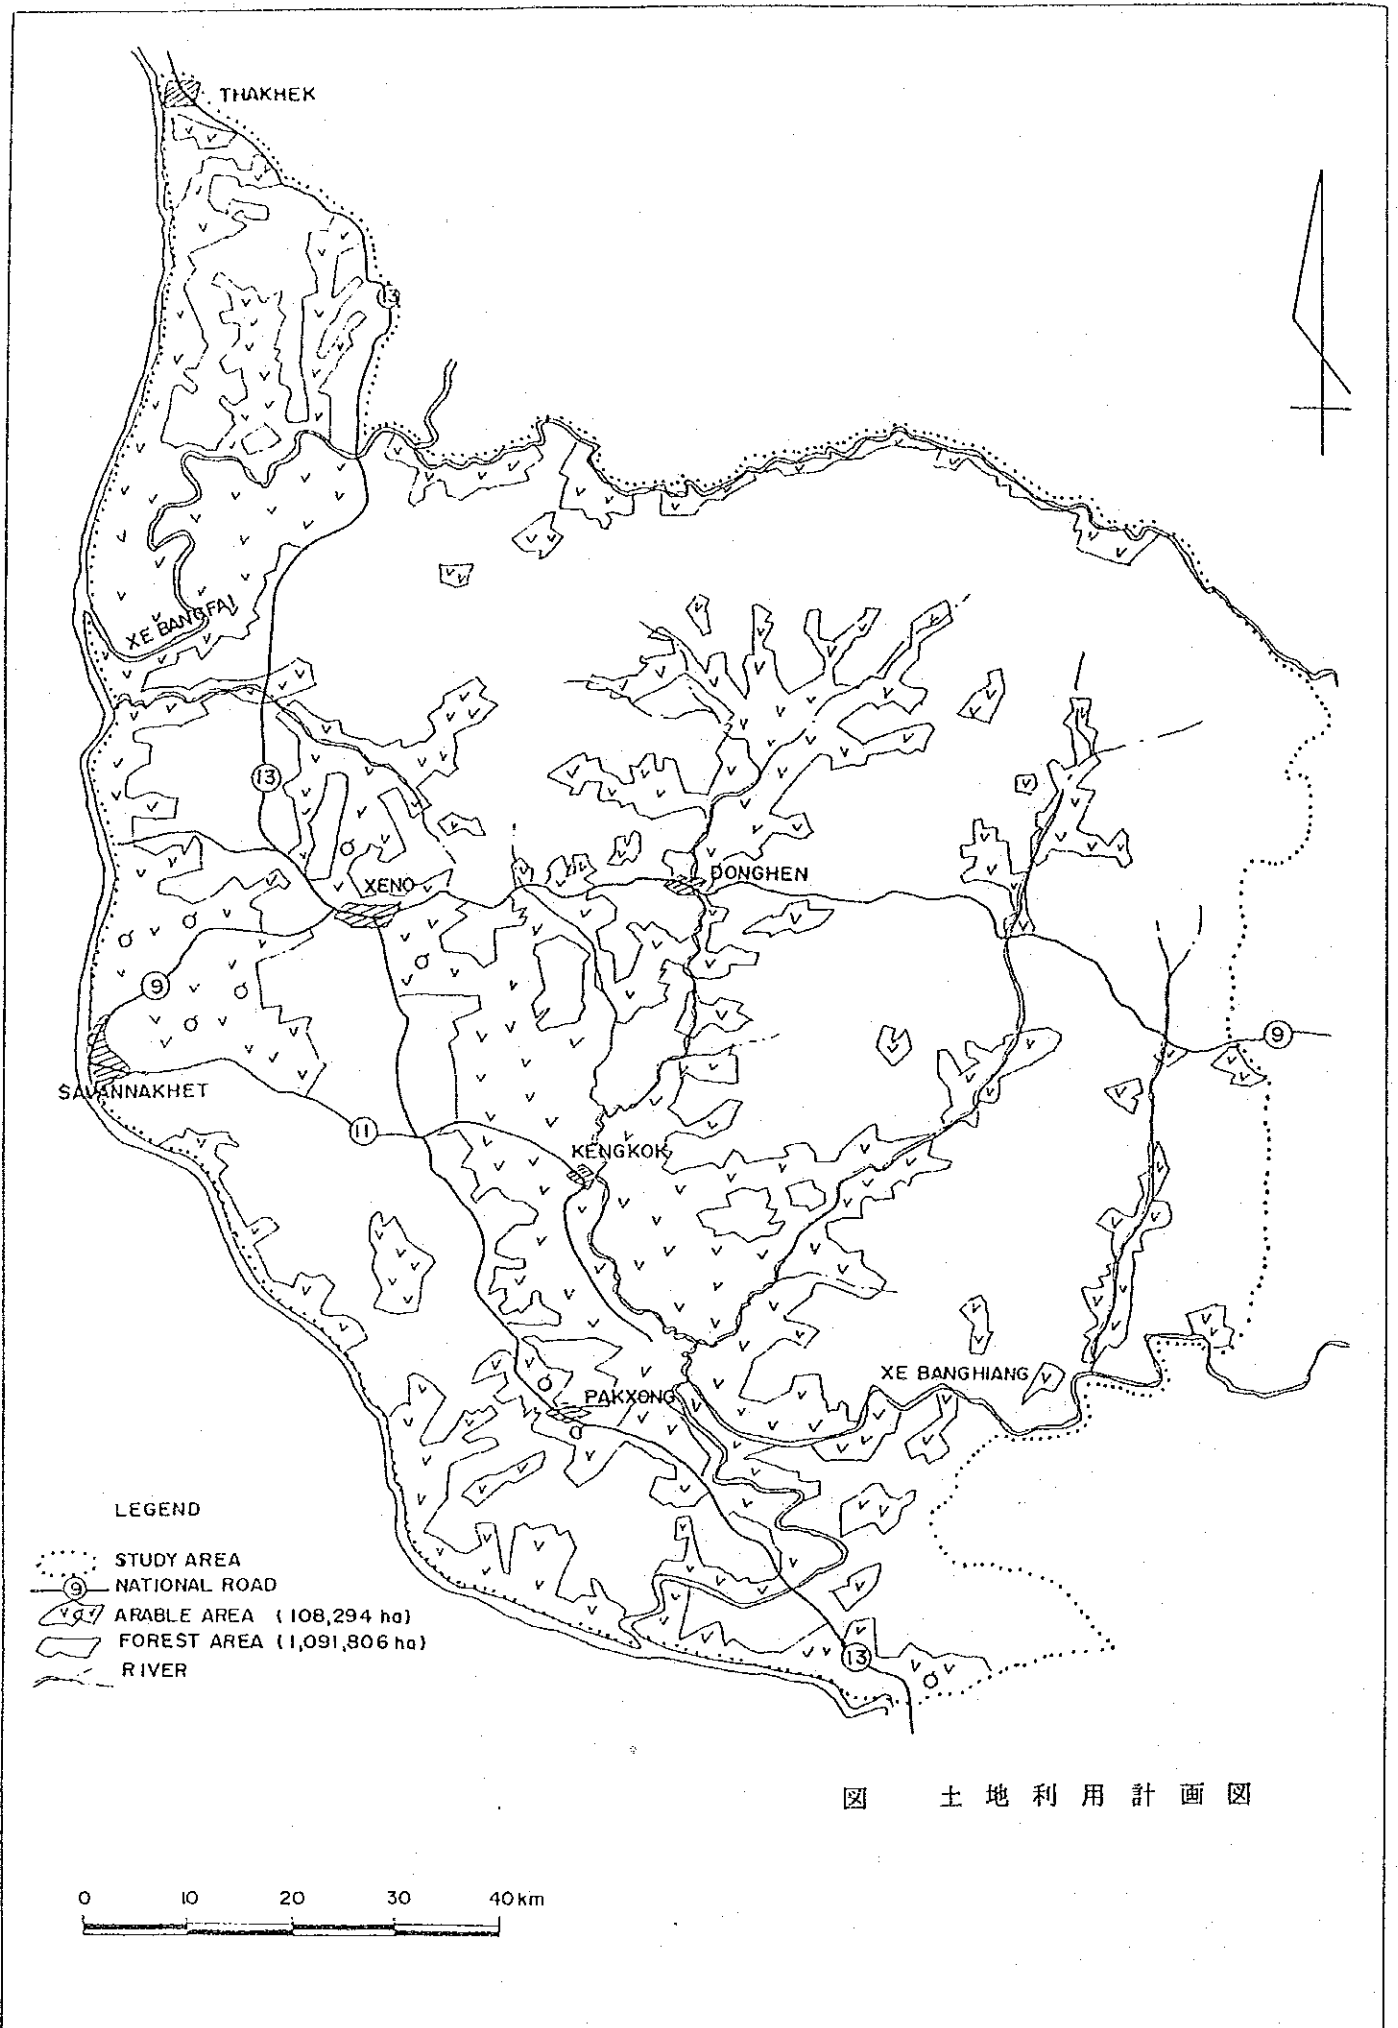 THAKHEK
13
XE BANGFAI
13
XENO
DONGHEN
9
9
SAVANNAKHET
11
KENGKOK
XE BANGHIANG
PAKXONG
LEGEND
STUDY AREA
9 NATIONAL ROAD
ARABLE AREA (108,294 ha)
FOREST AREA (1,091,806 ha)
RIVER
13
図 土地利用計画図
0 10 20 30 40km